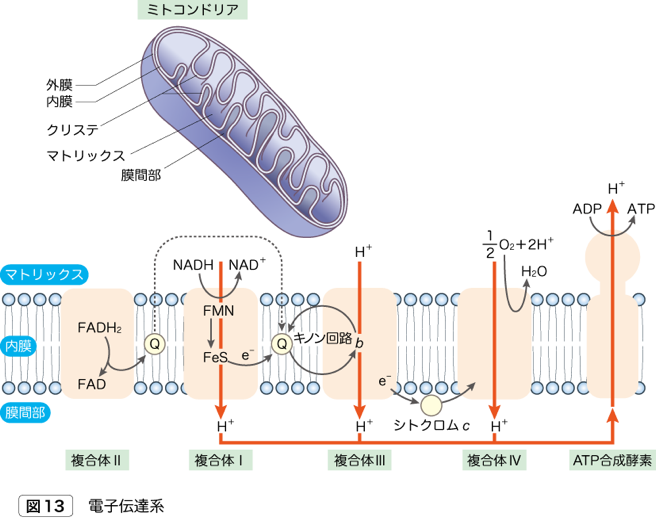 ミトコンドリア
外膜
内膜
クリステ
マトリックス
膜間部
H⁺
ADP ATP
H⁺
1/2 O₂+2H⁺
マトリックス
NADH NAD⁺
H₂O
FMN
内膜
FADH₂
Q
FeS
e⁻
Q
キノン回路 b
FAD
e⁻
膜間部
シトクロム c
H⁺
H⁺
H⁺
複合体Ⅱ
複合体Ⅰ
複合体Ⅲ
複合体Ⅳ
ATP合成酵素
図13 電子伝達系